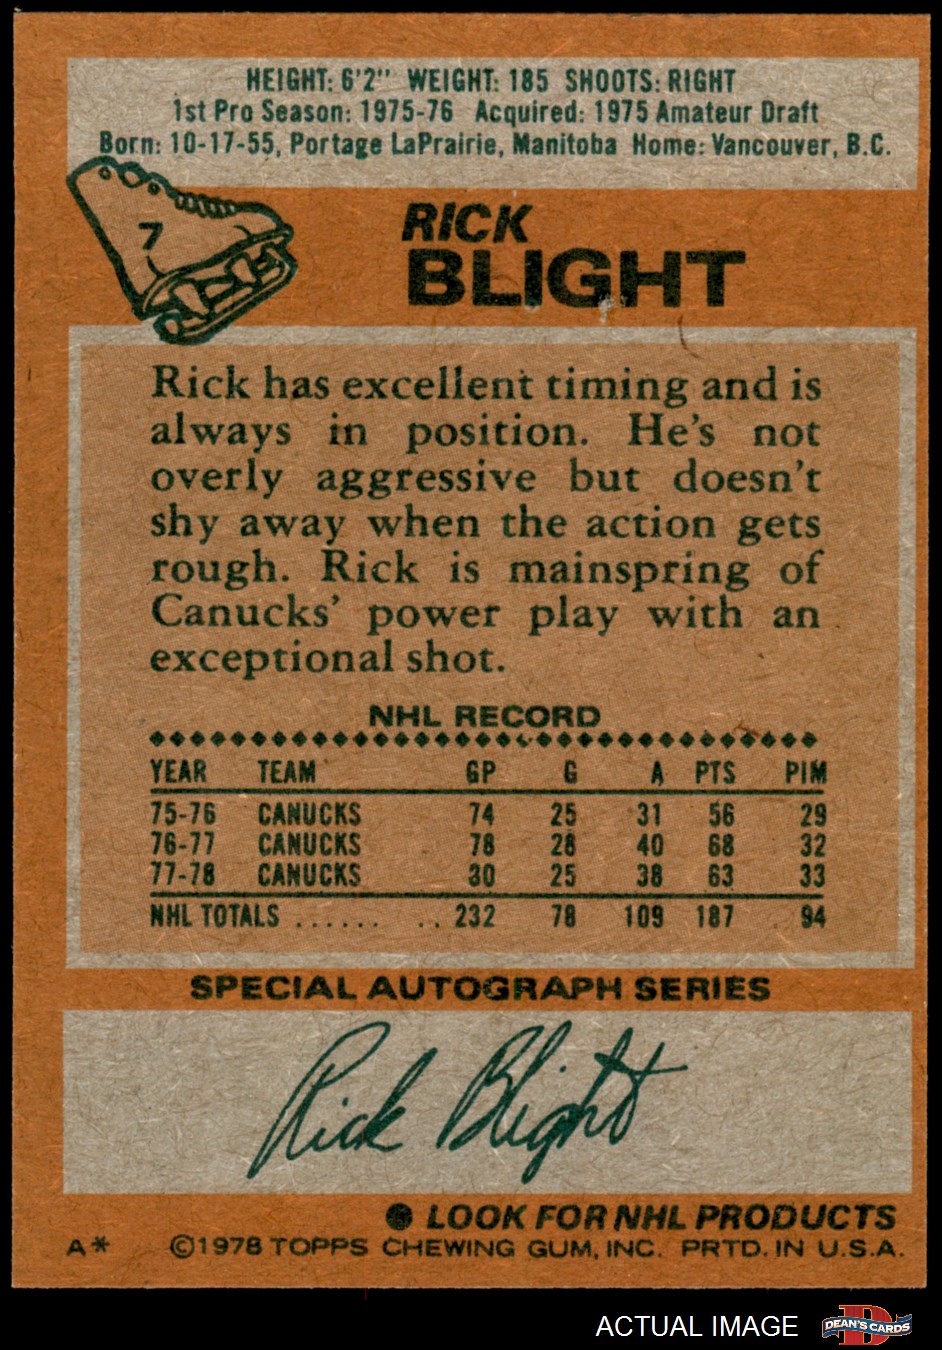 HEIGHT: 6'2" WEIGHT: 185 SHOOTS: RIGHT
1st Pro Season: 1975-76 Acquired: 1975 Amateur Draft
Born: 10-17-55, Portage LaPrairie, Manitoba Home: Vancouver, B.C.
7
RICK
BLIGHT
Rick has excellent timing and is
always in position. He's not
overly aggressive but doesn't
shy away when the action gets
rough. Rick is mainspring of
Canucks' power play with an
exceptional shot.
NHL RECORD
YEAR TEAM GP G A PTS PIM
75-76 CANUCKS 74 25 31 56 29
76-77 CANUCKS 78 28 40 68 32
77-78 CANUCKS 80 25 38 63 33
NHL TOTALS ........ 232 78 109 187 94
SPECIAL AUTOGRAPH SERIES
Rick Blight
● LOOK FOR NHL PRODUCTS
A* ©1978 TOPPS CHEWING GUM, INC. PRTD. IN U.S.A.
ACTUAL IMAGE
D
DEAN'S CARDS